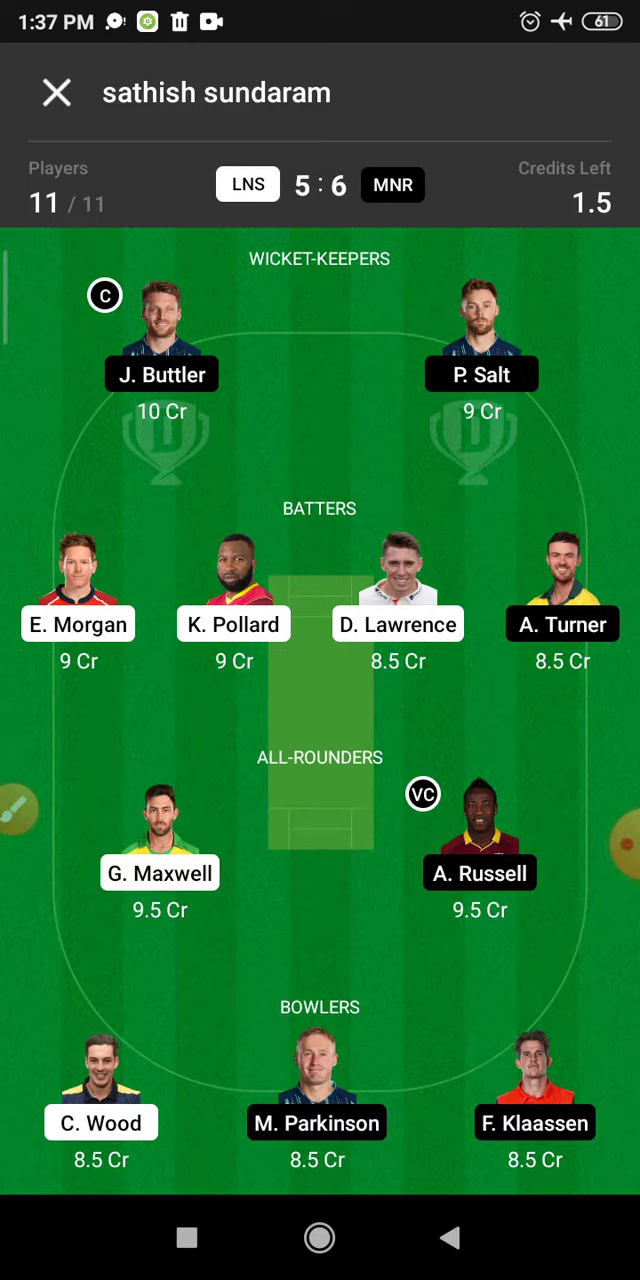 1:37 PM
61
sathish sundaram
Players
Credits Left
11 / 11
LNS 5 : 6 MNR
1.5
WICKET-KEEPERS
C
J. Buttler
P. Salt
10 Cr
9 Cr
BATTERS
E. Morgan
K. Pollard
D. Lawrence
A. Turner
9 Cr
9 Cr
8.5 Cr
8.5 Cr
ALL-ROUNDERS
VC
G. Maxwell
A. Russell
9.5 Cr
9.5 Cr
BOWLERS
C. Wood
M. Parkinson
F. Klaassen
8.5 Cr
8.5 Cr
8.5 Cr